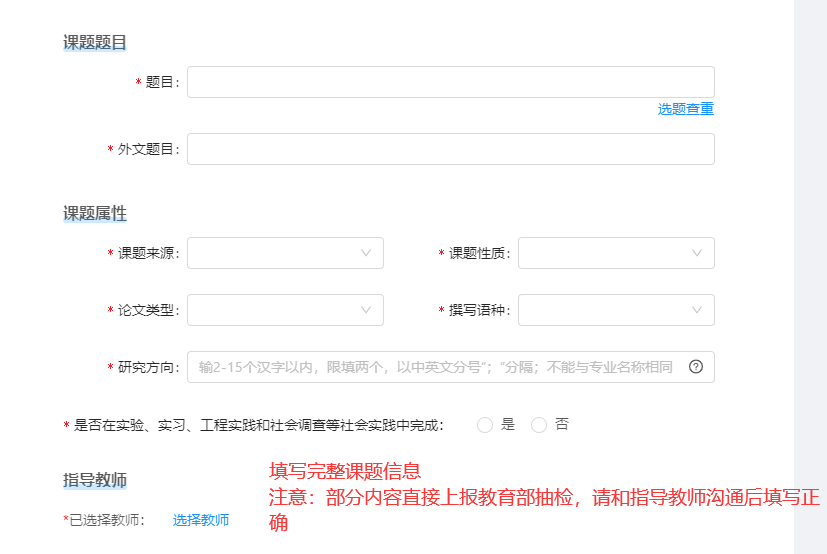 课题题目
* 题目：
选题查重
* 外文题目：
课题属性
* 课题来源： * 课题性质：
* 论文类型： * 撰写语种：
* 研究方向： 输2-15个汉字以内，限填两个，以中英文分号“；”分隔；不能与专业名称相同
* 是否在实验、实习、工程实践和社会调查等社会实践中完成： 是 否
指导教师
填写完整课题信息
注意：部分内容直接上报教育部抽检，请和指导教师沟通后填写正
确
*已选择教师： 选择教师